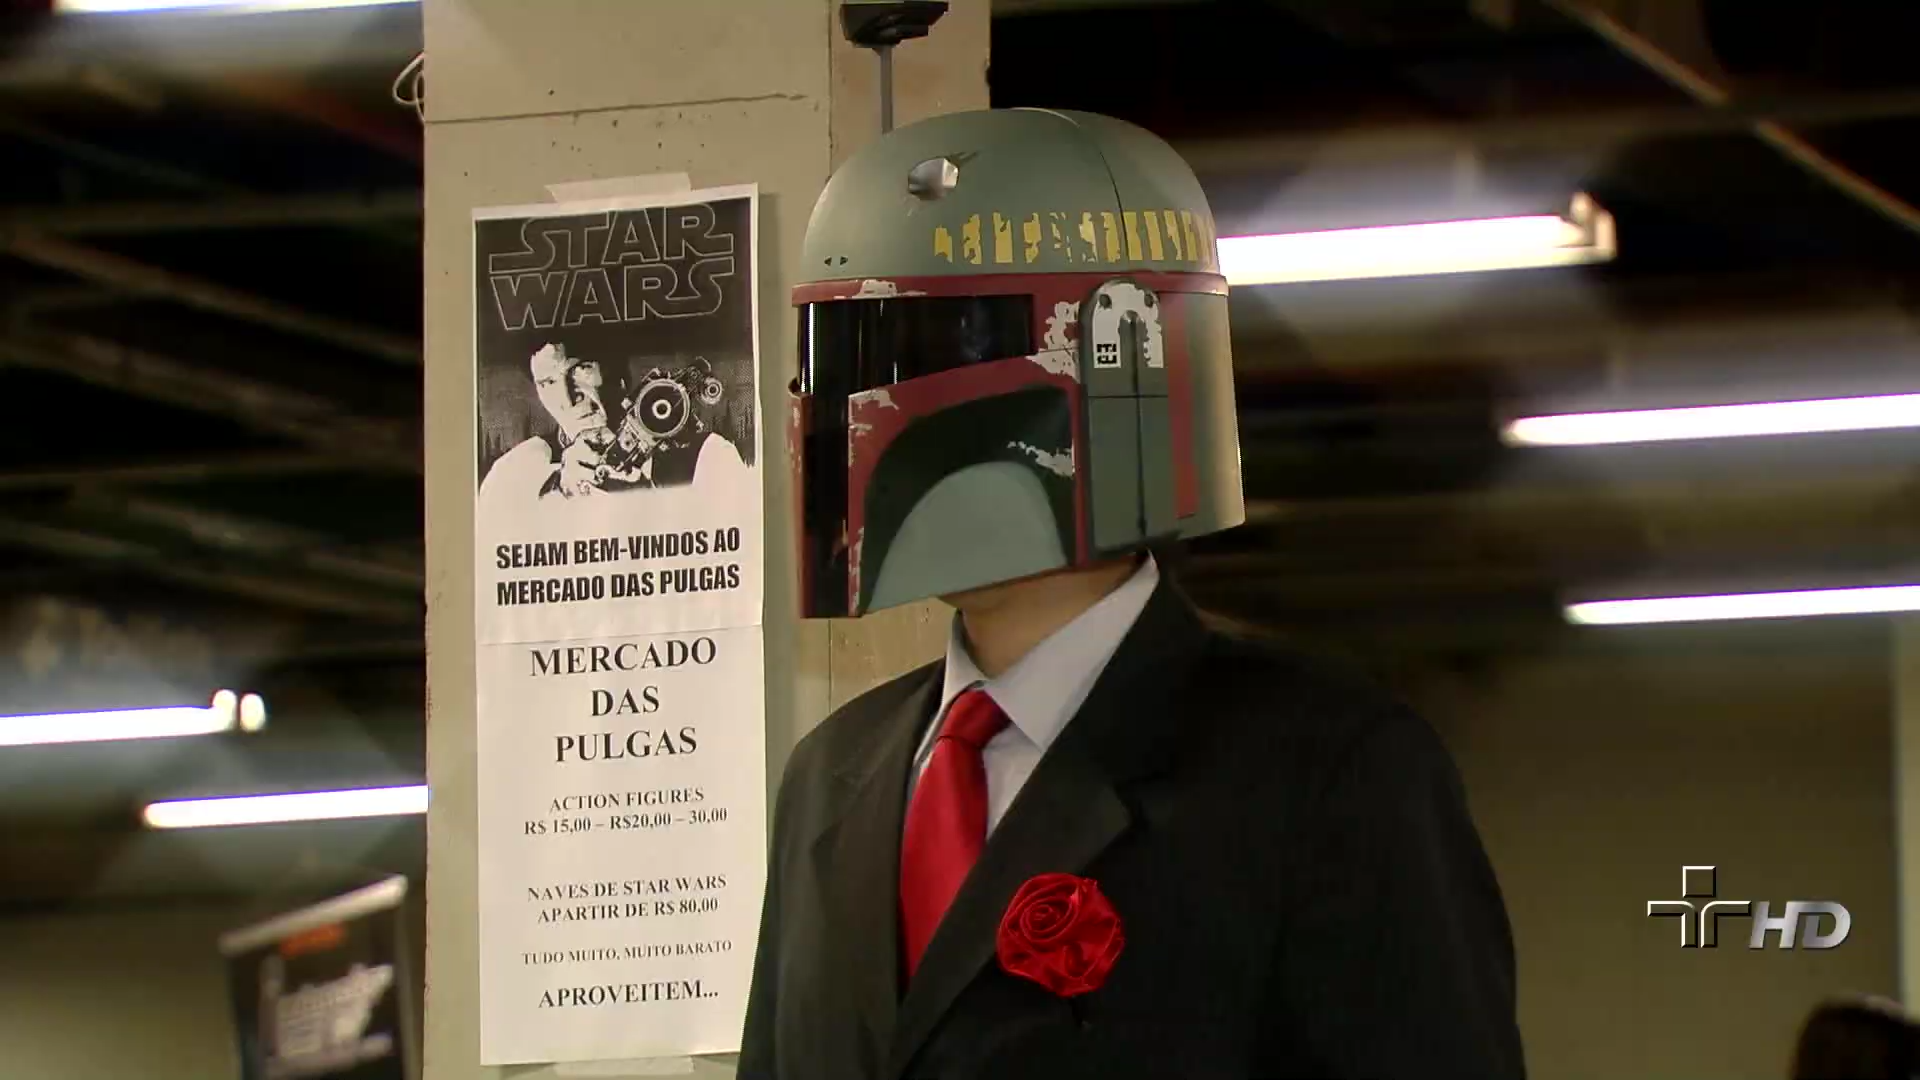 STAR
WARS
SEJAM BEM-VINDOS AO
MERCADO DAS PULGAS
MERCADO
DAS
PULGAS
ACTION FIGURES
R$ 15,00 – R$20,00 – 30,00
NAVES DE STAR WARS
APARTIR DE R$ 80,00
TUDO MUITO, MUITO BARATO
APROVEITEM...
HD